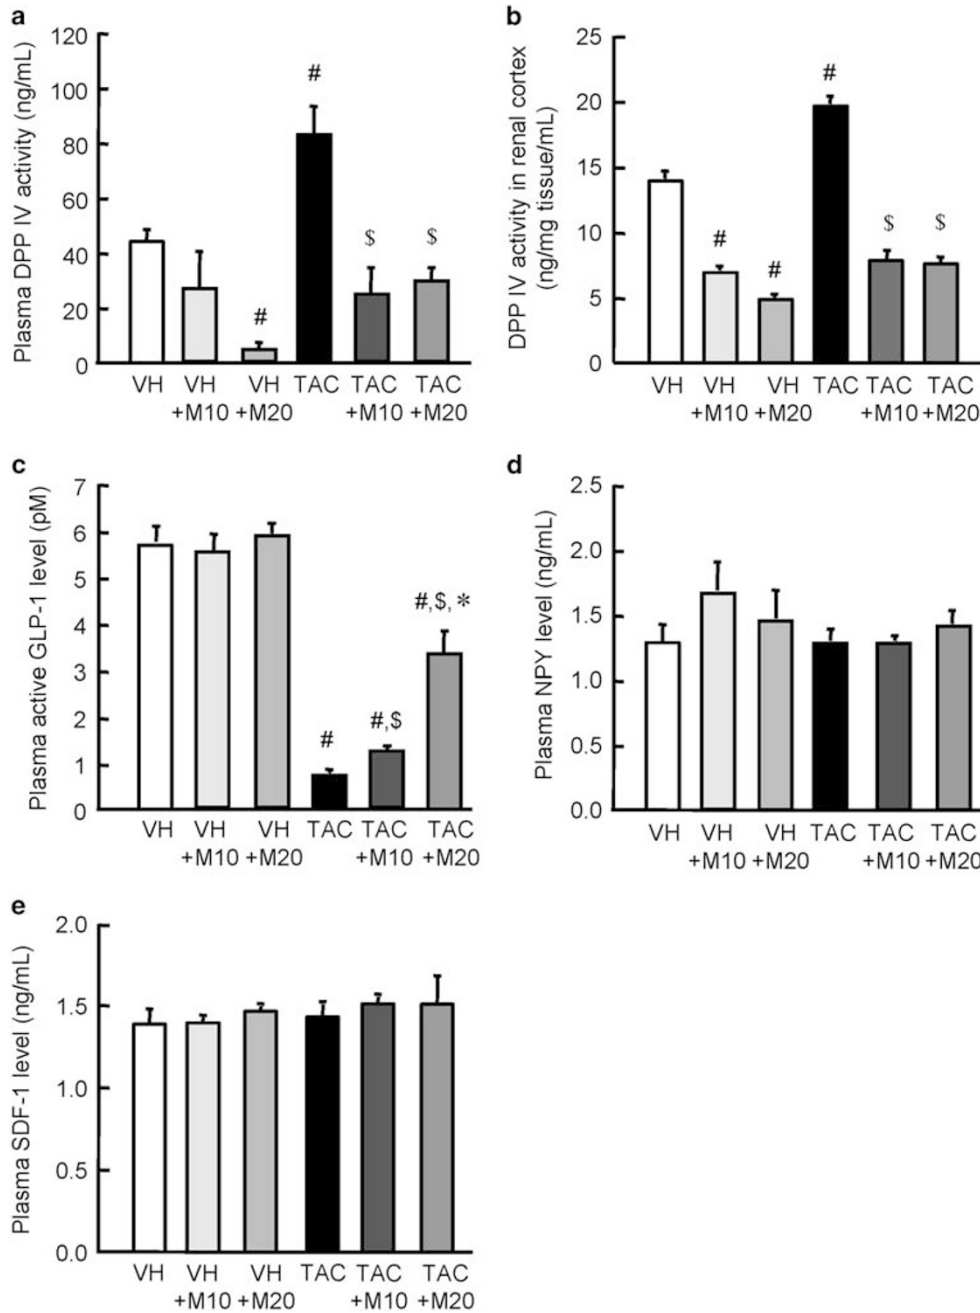 a
Plasma DPP IV activity (ng/mL)
120
100
80
60
40
20
0
#
#
$
$
VH VH VH TAC TAC TAC
+M10 +M20 +M10 +M20
b
DPP IV activity in renal cortex
(ng/mg tissue/mL)
25
20
15
10
5
0
#
#
#
$
$
VH VH VH TAC TAC TAC
+M10 +M20 +M10 +M20
c
Plasma active GLP-1 level (pM)
7
6
5
4
3
2
1
0
#
#,$
#,$,*
VH VH VH TAC TAC TAC
+M10 +M20 +M10 +M20
d
Plasma NPY level (ng/mL)
2.5
2.0
1.5
1.0
0.5
0.0
VH VH VH TAC TAC TAC
+M10 +M20 +M10 +M20
e
Plasma SDF-1 level (ng/mL)
2.0
1.5
1.0
0.5
0.0
VH VH VH TAC TAC TAC
+M10 +M20 +M10 +M20